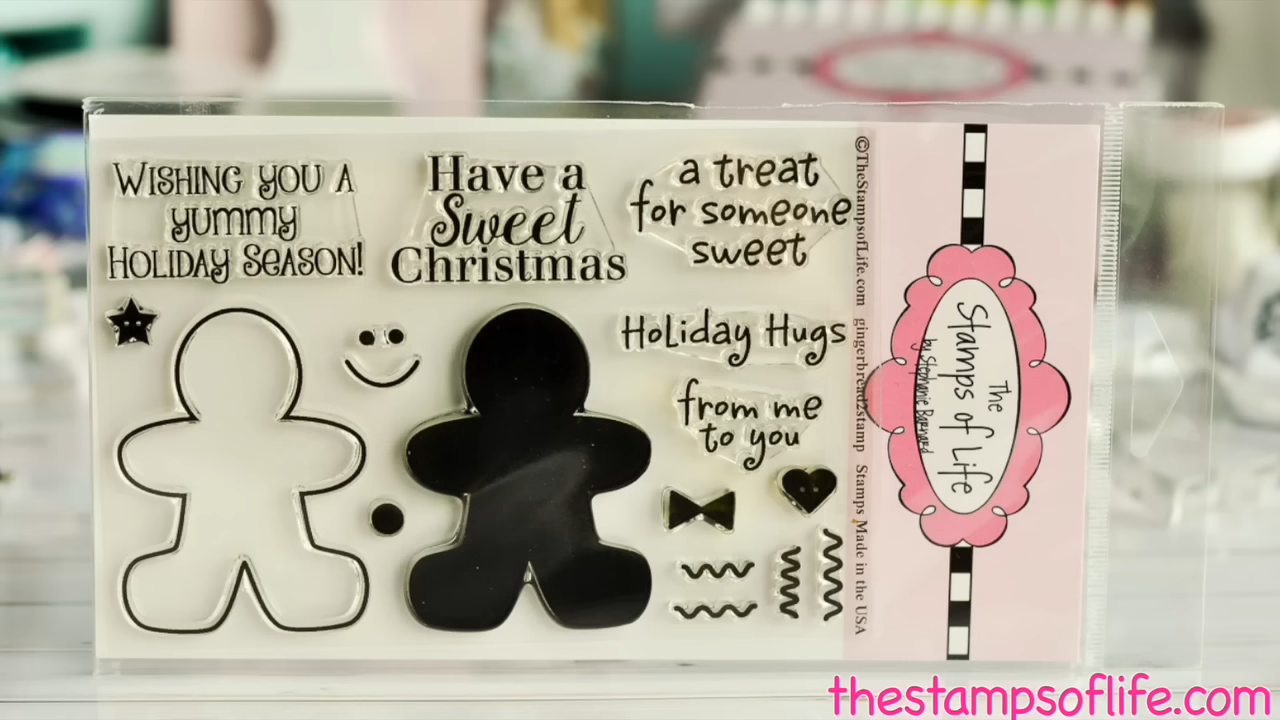 Wishing you a
yummy
Holiday Season!
Have a
Sweet
Christmas
a treat
for someone
sweet
Holiday Hugs
from me
to you
©TheStampsofLife.com gingerbread2stamp Stamps Made in the USA
The
Stamps of Life
by Stephanie Barnard
thestampsoflife.com